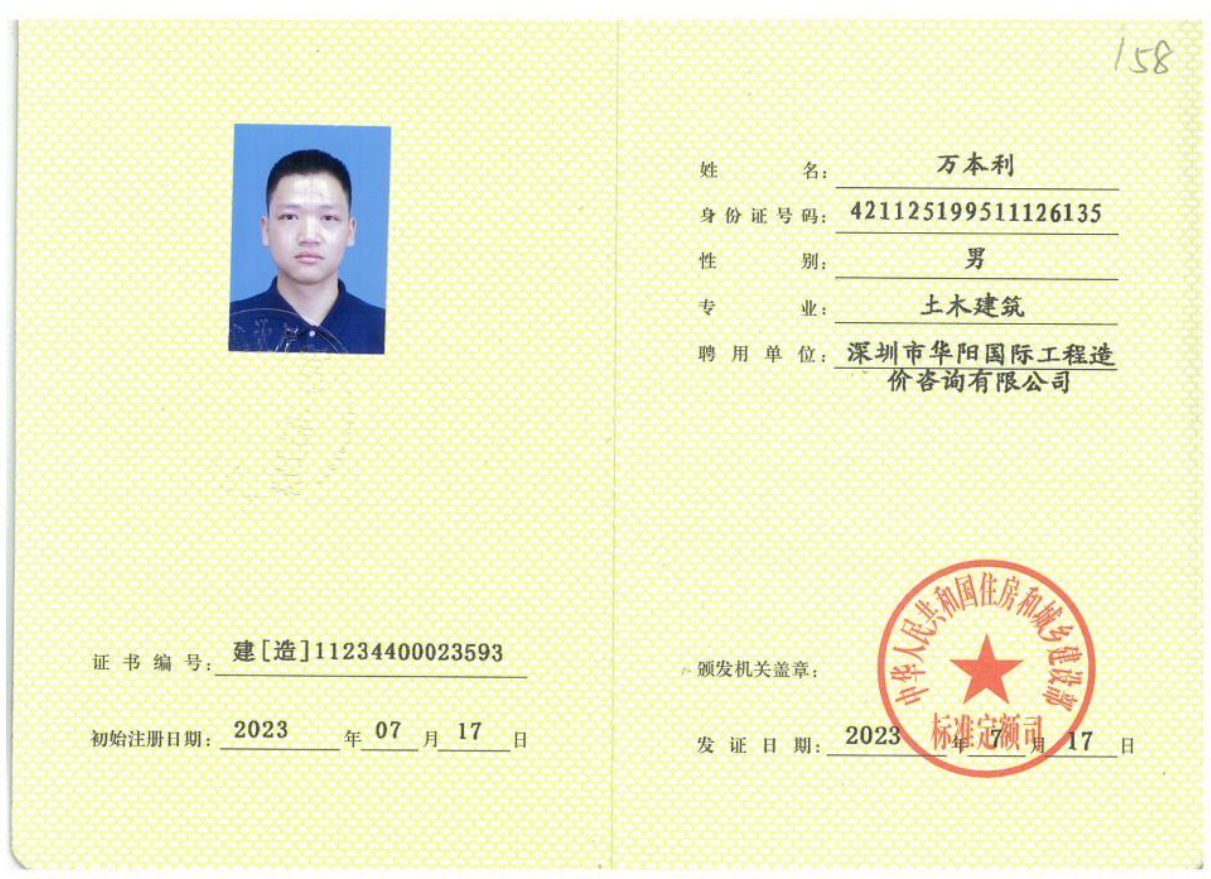 158
姓 名: 万本利
身份证号码: 421125199511126135
性 别: 男
专 业: 土木建筑
聘用单位: 深圳市华阳国际工程造
价咨询有限公司
证书编号: 建[造]11234400023593
初始注册日期: 2023 年 07 月 17 日
颁发机关盖章:
中华人民共和国住房和城乡建设部
标准定额司
发证日期: 2023 年 7 月 17 日